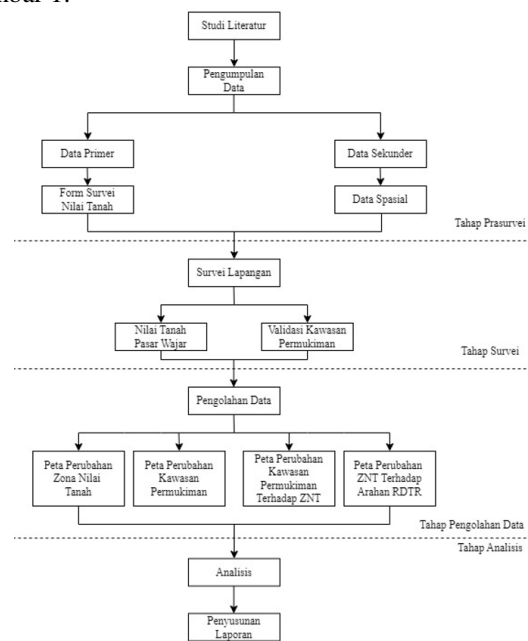 Studi Literatur
Pengumpulan
Data
Data Primer
Data Sekunder
Form Survei
Nilai Tanah
Data Spasial
Tahap Prasurvei
Survei Lapangan
Nilai Tanah
Pasar Wajar
Validasi Kawasan
Permukiman
Tahap Survei
Pengolahan Data
Peta Perubahan
Zona Nilai
Tanah
Peta Perubahan
Kawasan
Permukiman
Peta Perubahan
Kawasan
Permukiman
Terhadap ZNT
Peta Perubahan
ZNT Terhadap
Arahan RDTR
Tahap Pengolahan Data
Tahap Analisis
Analisis
Penyusunan
Laporan